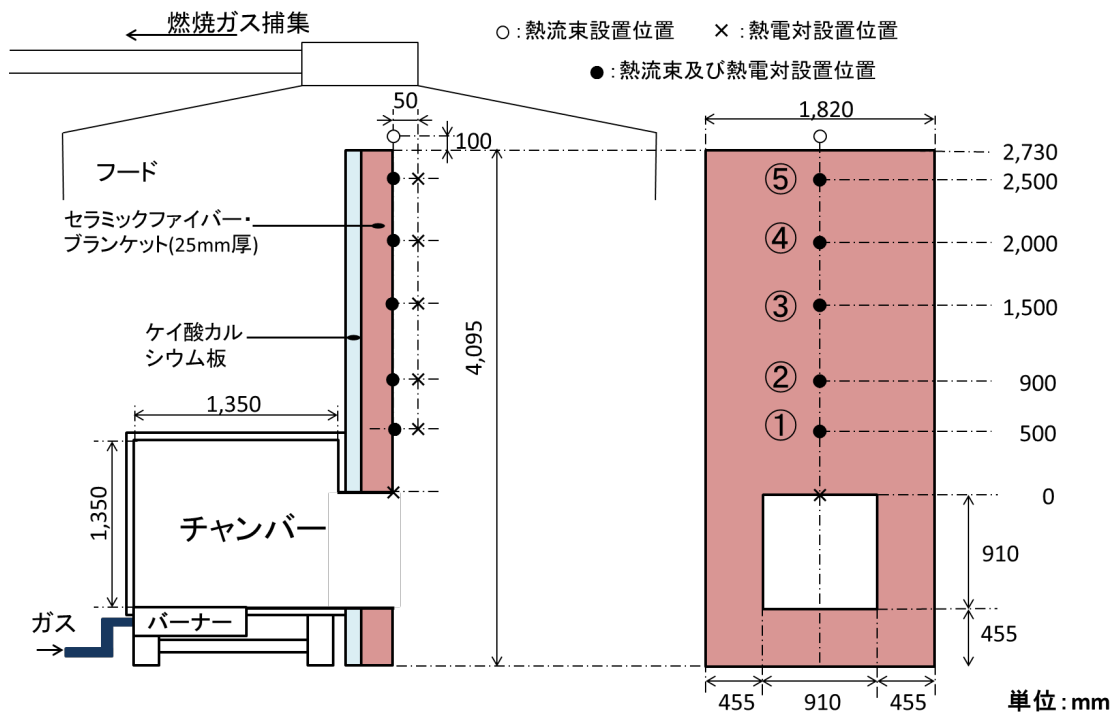 燃焼ガス捕集
○:熱流束設置位置 ×:熱電対設置位置
●:熱流束及び熱電対設置位置
50
100
フード
セラミックファイバー・
ブランケット(25mm厚)
ケイ酸カル
シウム板
4,095
1,350
1,350
チャンバー
ガス
バーナー
1,820
2,730
⑤
2,500
④
2,000
③
1,500
②
900
①
500
0
910
455
455
910
455
単位:mm